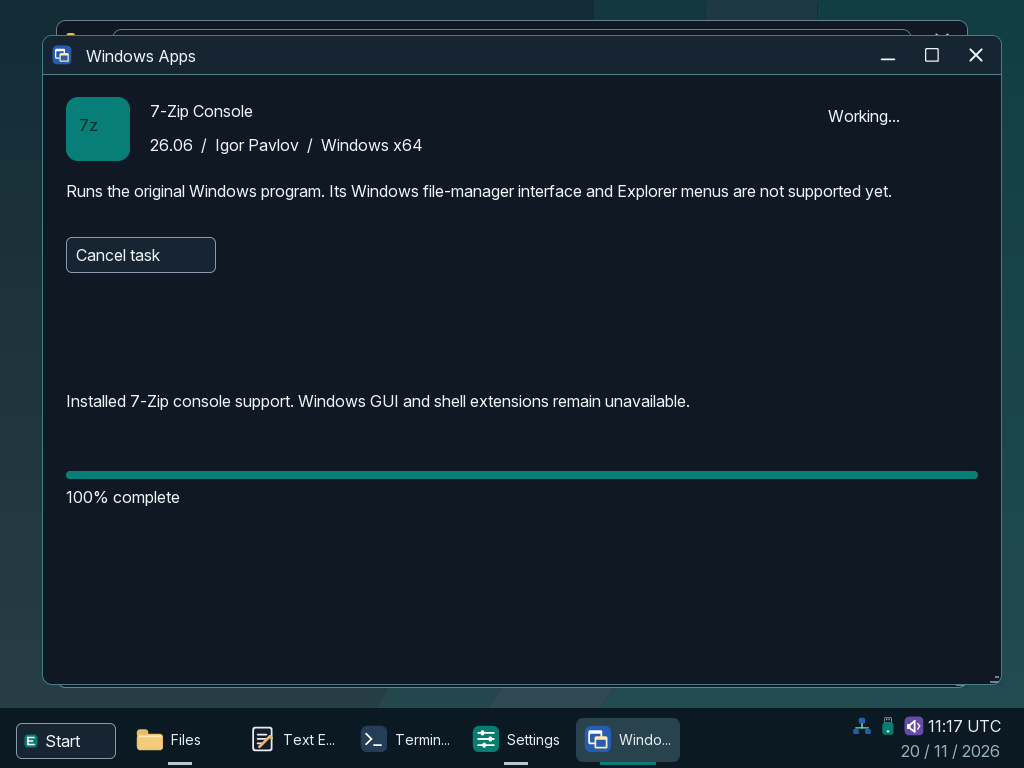 Windows Apps
7z
7-Zip Console
Working...
26.06 / Igor Pavlov / Windows x64
Runs the original Windows program. Its Windows file-manager interface and Explorer menus are not supported yet.
Cancel task
Installed 7-Zip console support. Windows GUI and shell extensions remain unavailable.
100% complete
E Start
Files
Text E...
Termin...
Settings
Windo...
11:17 UTC
20 / 11 / 2026